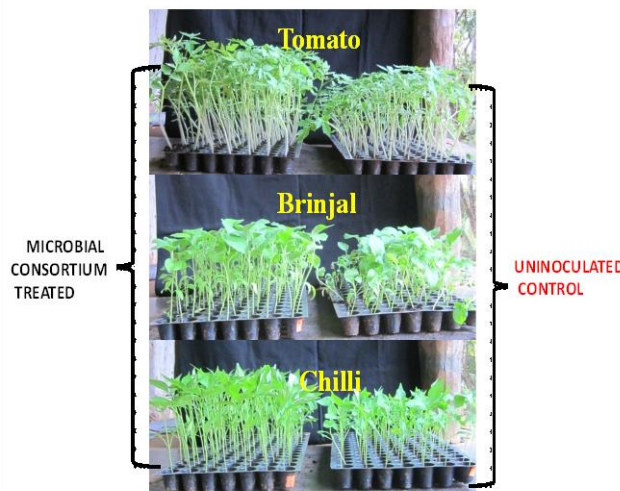 Tomato
Brinjal
Chilli
MICROBIAL
CONSORTIUM
TREATED
UNINOCULATED
CONTROL